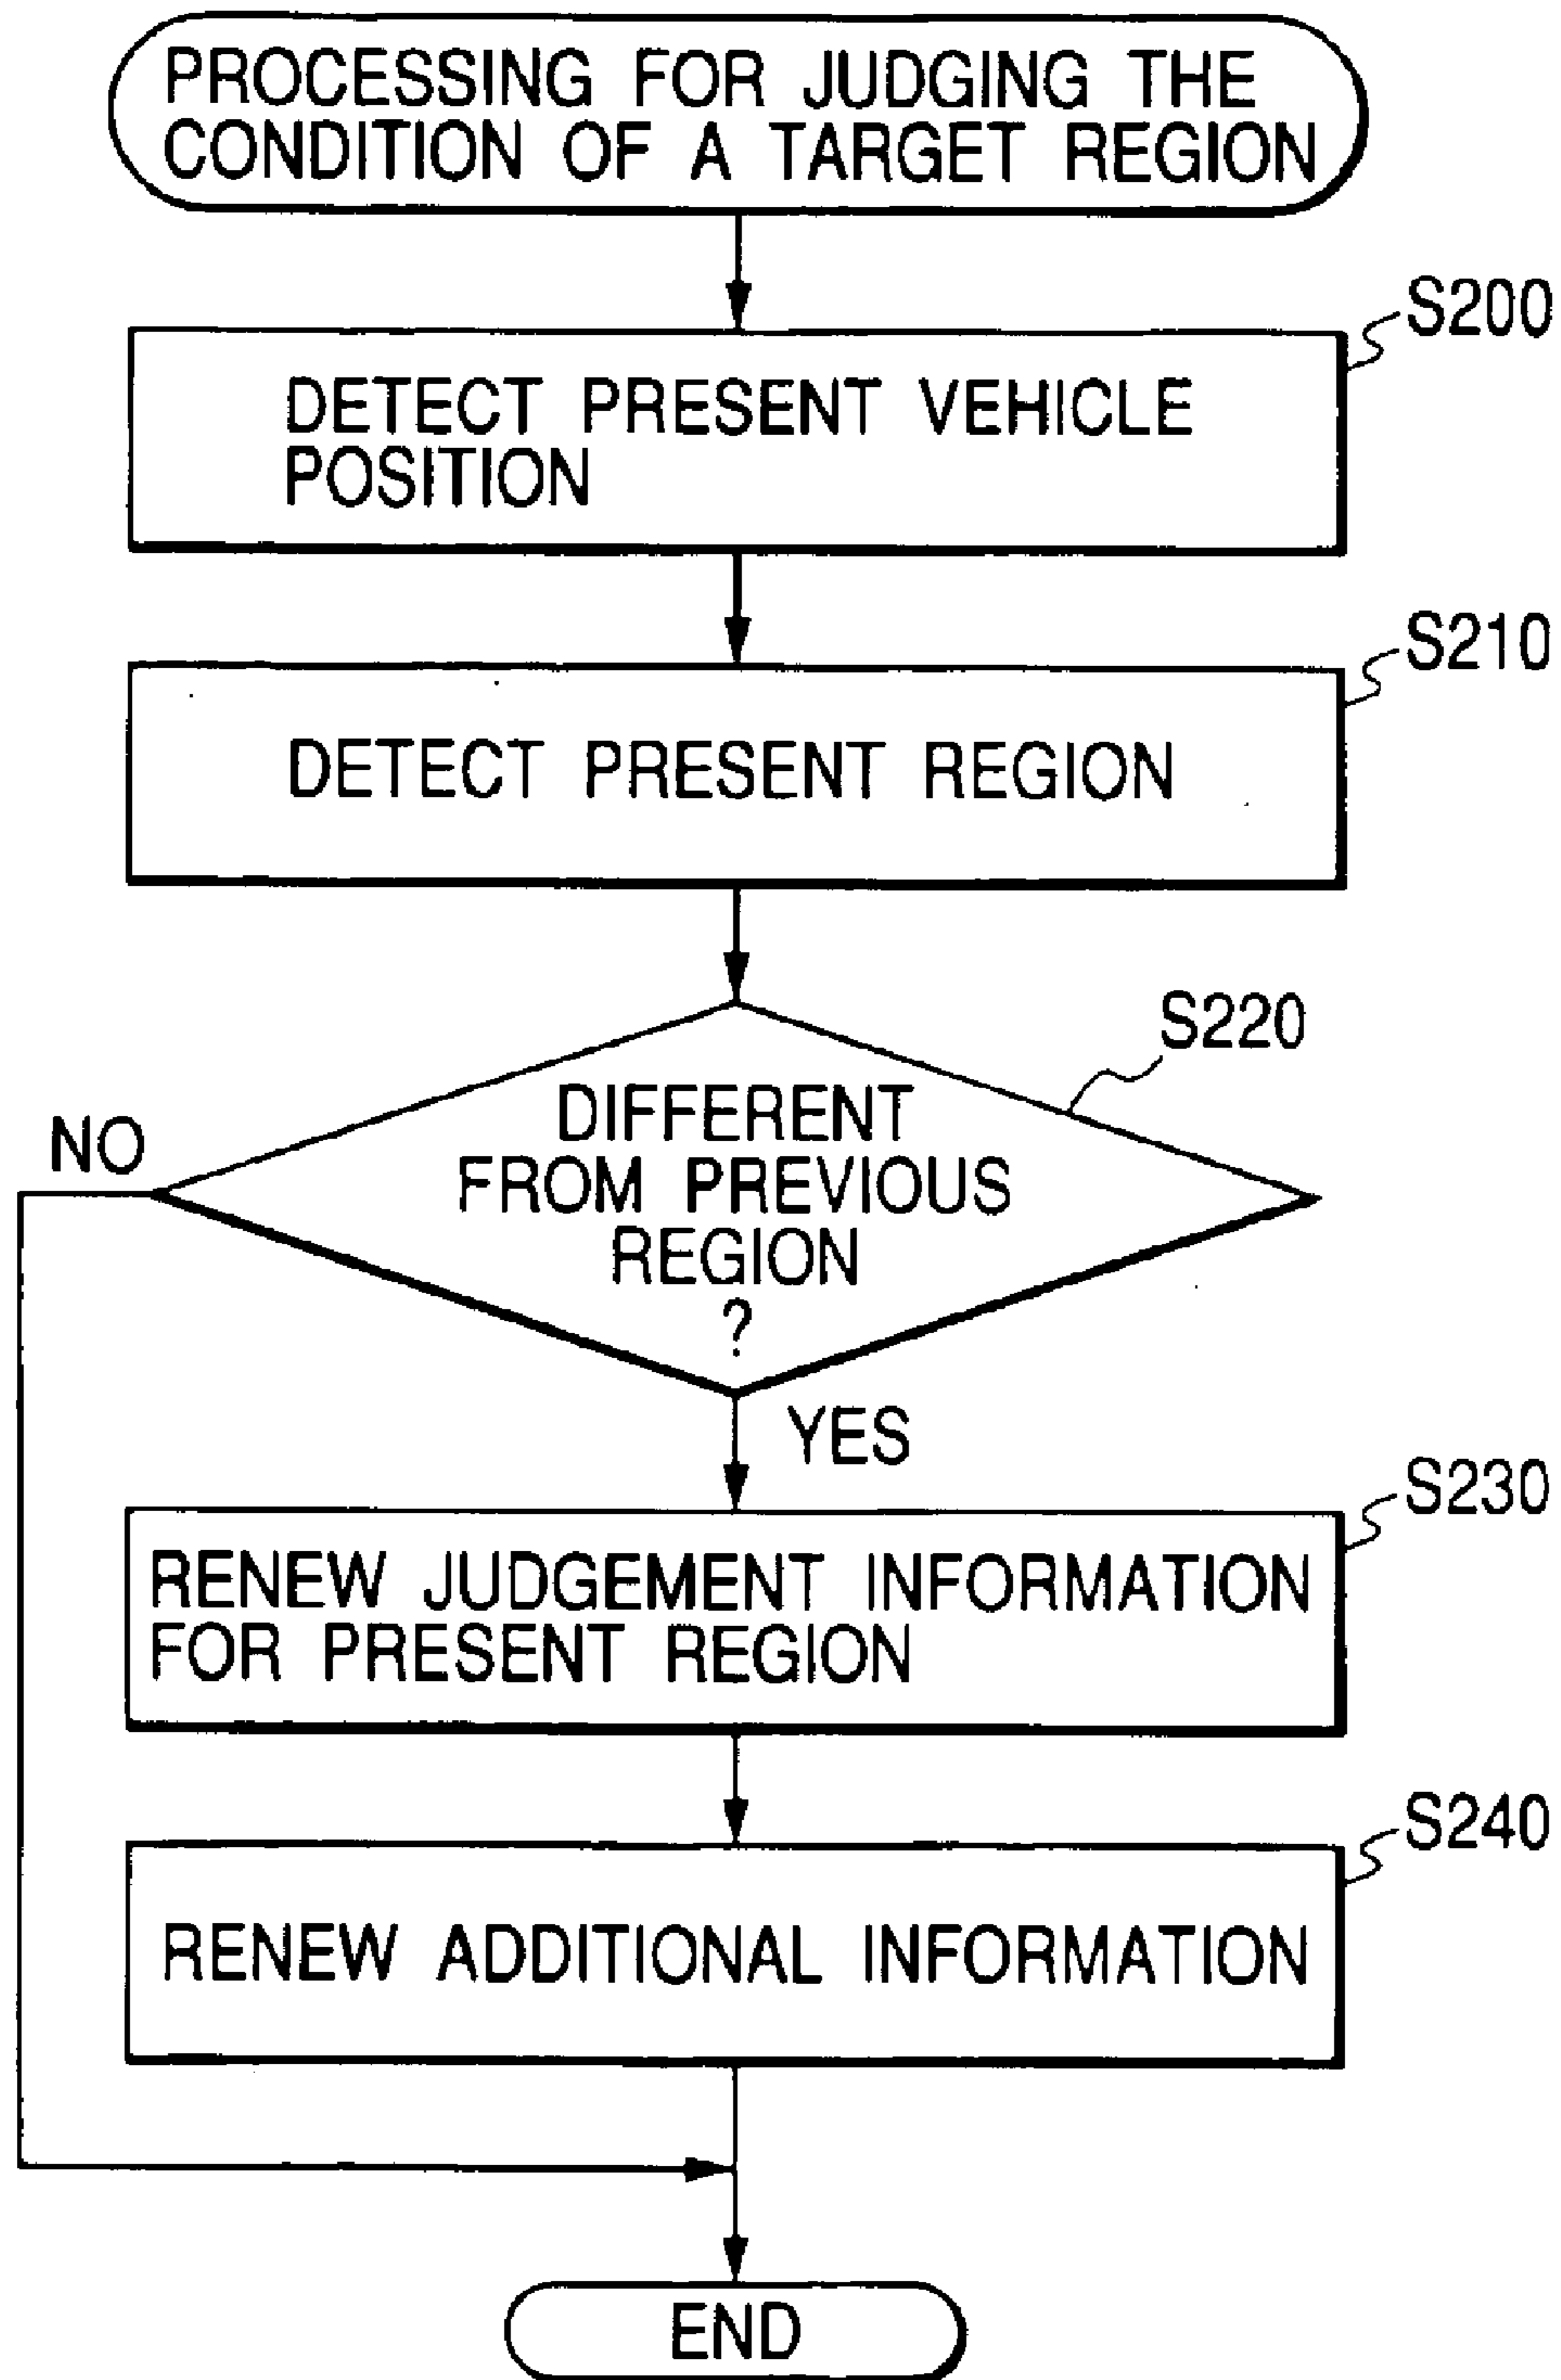 PROCESSING FOR JUDGING THE
CONDITION OF A TARGET REGION
S200
DETECT PRESENT VEHICLE
POSITION
S210
DETECT PRESENT REGION
S220
DIFFERENT
FROM PREVIOUS
REGION
?
NO
YES
S230
RENEW JUDGEMENT INFORMATION
FOR PRESENT REGION
S240
RENEW ADDITIONAL INFORMATION
END